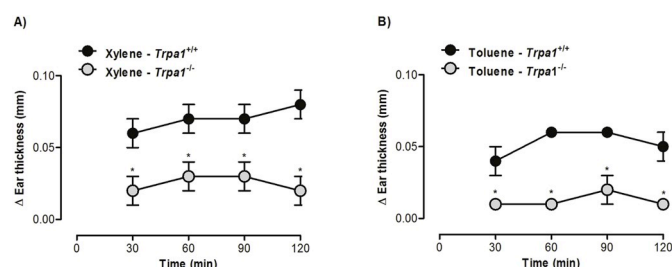 A)
Xylene - Trpa1+/+
Xylene - Trpa1-/-
0.10
0.05
0.00
Δ Ear thickness (mm)
*
*
*
*
0
30
60
90
120
Time (min)
B)
Toluene - Trpa1+/+
Toluene - Trpa1-/-
0.10
0.05
0.00
Δ Ear thickness (mm)
*
*
*
*
0
30
60
90
120
Time (min)